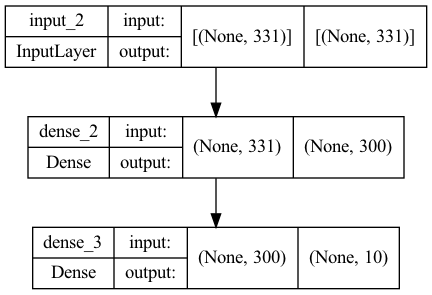 input_2 input: [(None, 331)] [(None, 331)]
InputLayer output:
dense_2 input: (None, 331) (None, 300)
Dense output:
dense_3 input: (None, 300) (None, 10)
Dense output: